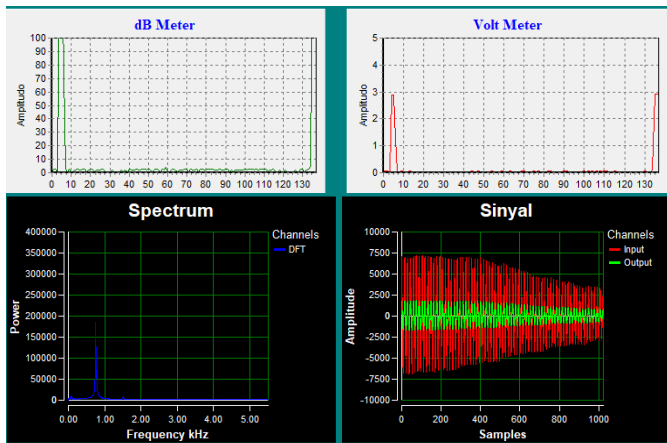 dB Meter
Amplitudo
100
90
80
70
60
50
40
30
20
10
0
0 10 20 30 40 50 60 70 80 90 100 110 120 130
Volt Meter
Amplitudo
5
4
3
2
1
0
0 10 20 30 40 50 60 70 80 90 100 110 120 130
Spectrum
Channels
DFT
Power
400000
350000
300000
250000
200000
150000
100000
50000
0
0.00 1.00 2.00 3.00 4.00 5.00
Frequency kHz
Sinyal
Channels
Input
Output
Amplitude
10000
7500
5000
2500
0
-2500
-5000
-7500
-10000
0 200 400 600 800 1000
Samples